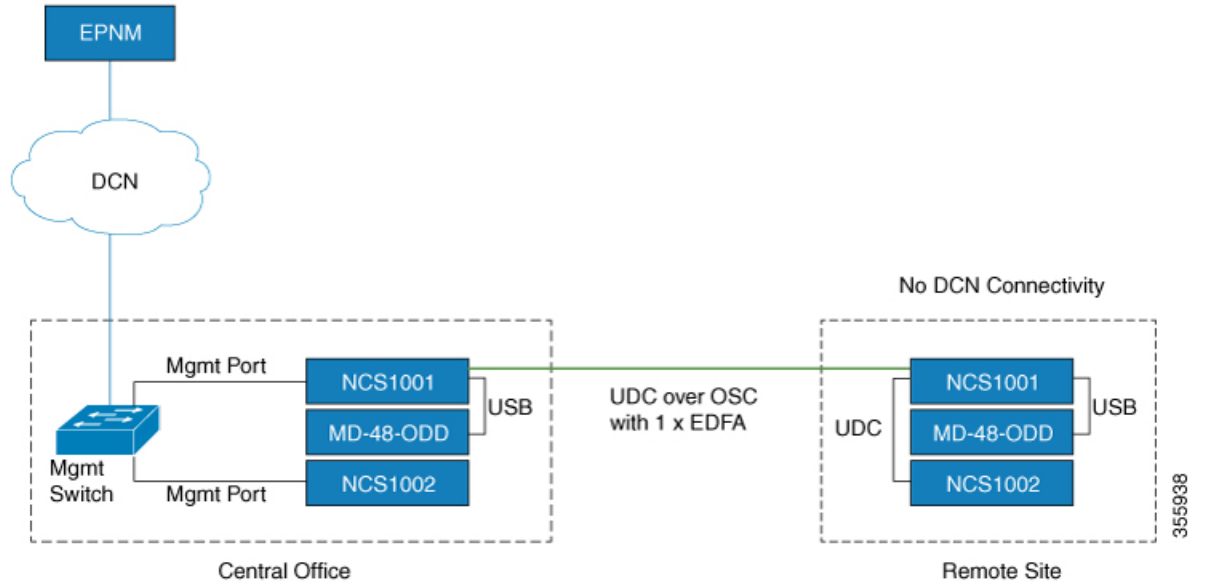 EPNM
DCN
No DCN Connectivity
Mgmt Port
NCS1001
USB
MD-48-ODD
Mgmt
Switch
Mgmt Port
NCS1002
UDC over OSC
with 1 x EDFA
NCS1001
UDC
USB
MD-48-ODD
NCS1002
355938
Central Office
Remote Site